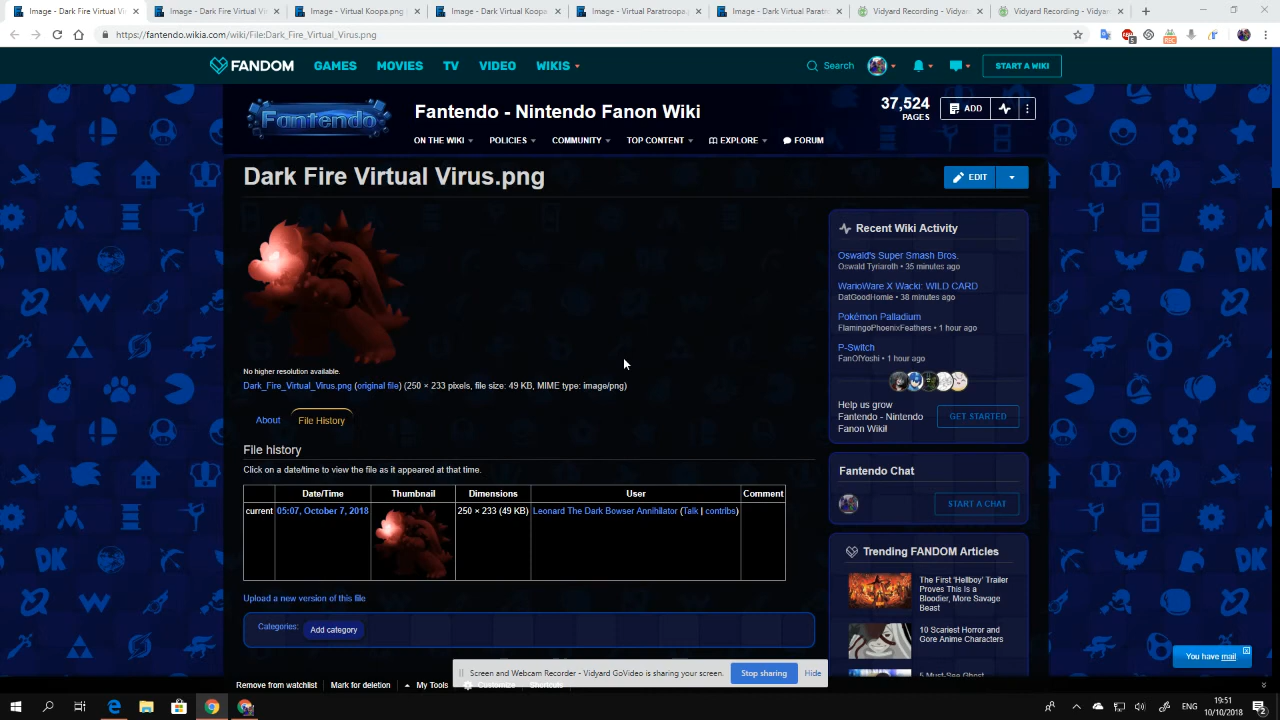 Image - Dark Fire Virtual Vi
Image - Dark Fire Virtual Vi
Image - Virtual Koopa.png
Image - Dark Virtual Koopa
Image - Virtual Paratroopa.
Image - Dark Virtual Parat
Vidyard Recording - Vidyar
Vidyard Recording - Vidyar
https://fantendo.wikia.com/wiki/File:Dark_Fire_Virtual_Virus.png
FANDOM GAMES MOVIES TV VIDEO WIKIS Search START A WIKI
Fantendo
Fantendo - Nintendo Fanon Wiki
37,524
PAGES
ADD
ON THE WIKI POLICIES COMMUNITY TOP CONTENT EXPLORE FORUM
Dark Fire Virtual Virus.png
EDIT
No higher resolution available.
Dark_Fire_Virtual_Virus.png (original file) (250 × 233 pixels, file size: 49 KB, MIME type: image/png)
About File History
File history
Click on a date/time to view the file as it appeared at that time.
Date/Time Thumbnail Dimensions User Comment
current 05:07, October 7, 2018 250 × 233 (49 KB) Leonard The Dark Bowser Annihilator (Talk | contribs)
Upload a new version of this file
Categories: Add category
Recent Wiki Activity
Oswald's Super Smash Bros.
Oswald Tyriaroth • 35 minutes ago
WarioWare X Wacki: WILD CARD
DatGoodHomie • 38 minutes ago
Pokémon Palladium
FlamingoPhoenixFeathers • 1 hour ago
P-Switch
FanOfYoshi • 1 hour ago
Help us grow
Fantendo - Nintendo
Fanon Wiki!
GET STARTED
Fantendo Chat
START A CHAT
Trending FANDOM Articles
The First 'Hellboy' Trailer
Proves This Is a
Bloodier, More Savage
Beast
10 Scariest Horror and
Gore Anime Characters
5 Must-See Ghost
You have mail
Screen and Webcam Recorder - Vidyard GoVideo is sharing your screen. Stop sharing Hide
Remove from watchlist Mark for deletion My Tools Customize Shortcuts
ENG
19:51
10/10/2018
2